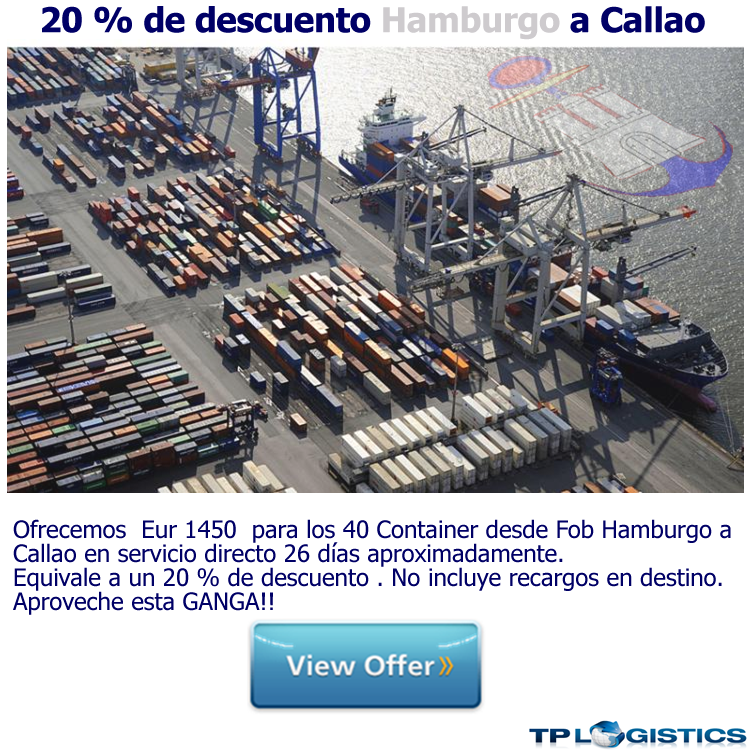 20 % de descuento Hamburgo a Callao
Ofrecemos Eur 1450 para los 40 Container desde Fob Hamburgo a
Callao en servicio directo 26 días aproximadamente.
Equivale a un 20 % de descuento . No incluye recargos en destino.
Aproveche esta GANGA!!
View Offer»
TP LOGISTICS